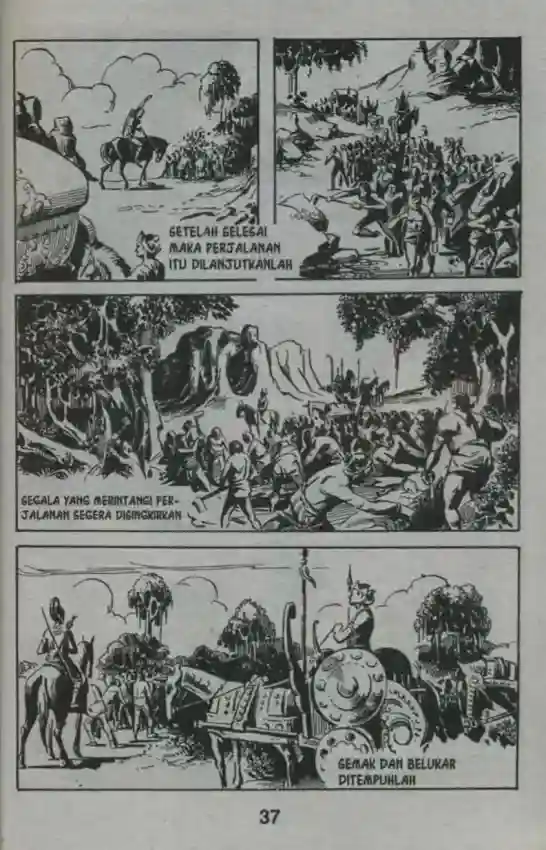 SETELAH SELESAI
MAKA PERJALANAN
ITU DILANJUTKANLAH
SEGALA YANG MERINTANGI PER-
JALANAN SEGERA DISINGKIRKAN
SEMAK DAN BELUKAR
DITEMPUHLAH
37